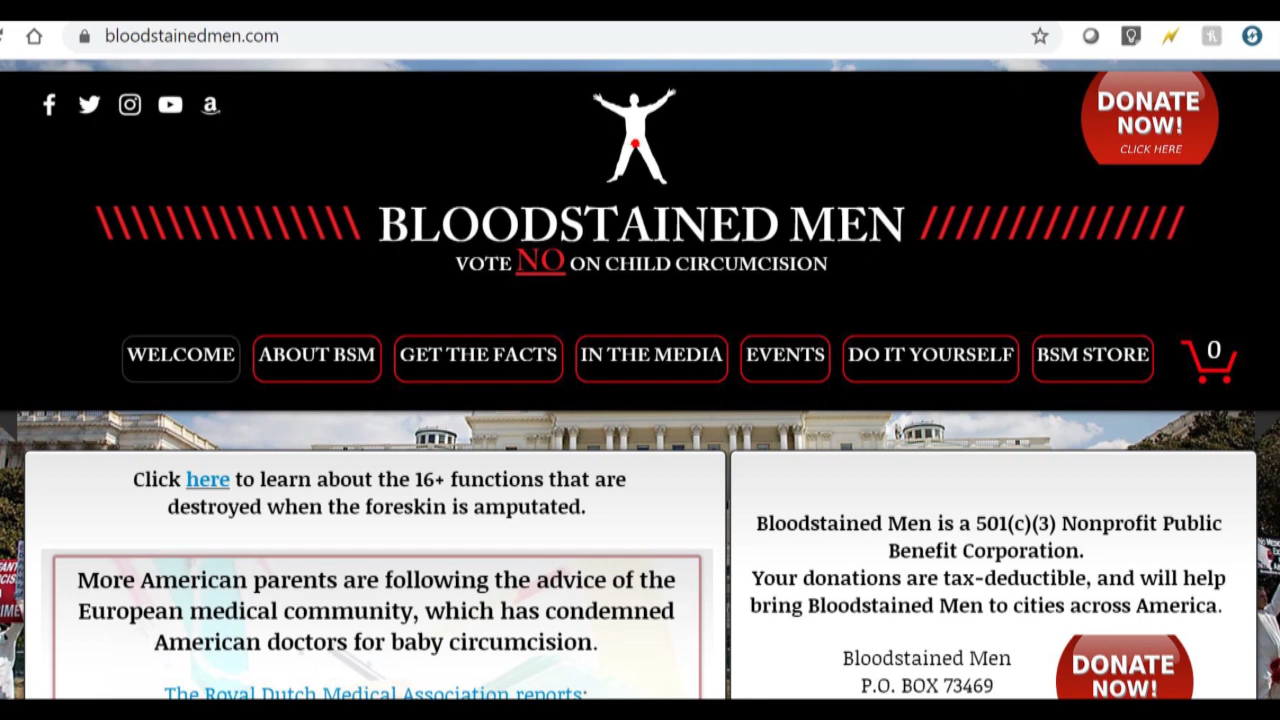 bloodstainedmen.com
DONATE
NOW!
CLICK HERE
BLOODSTAINED MEN
VOTE NO ON CHILD CIRCUMCISION
WELCOME
ABOUT BSM
GET THE FACTS
IN THE MEDIA
EVENTS
DO IT YOURSELF
BSM STORE
0
Click here to learn about the 16+ functions that are
destroyed when the foreskin is amputated.
More American parents are following the advice of the
European medical community, which has condemned
American doctors for baby circumcision.
The Royal Dutch Medical Association reports:
Bloodstained Men is a 501(c)(3) Nonprofit Public
Benefit Corporation.
Your donations are tax-deductible, and will help
bring Bloodstained Men to cities across America.
Bloodstained Men
P.O. BOX 73469
DONATE
NOW!